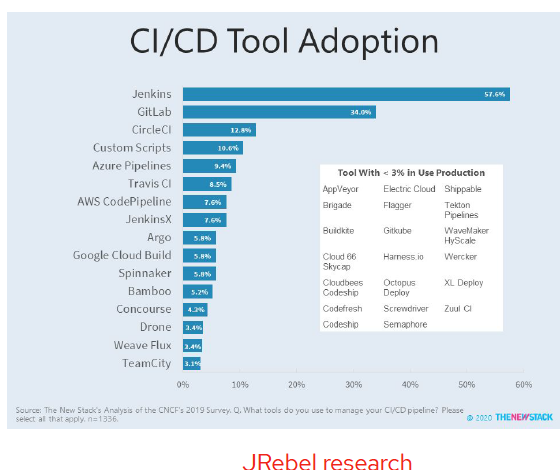 CI/CD Tool Adoption
Jenkins 57.6%
GitLab 34.0%
CircleCI 12.8%
Custom Scripts 10.6%
Azure Pipelines 9.4%
Travis CI 8.5%
AWS CodePipeline 7.6%
JenkinsX 7.6%
Argo 5.8%
Google Cloud Build 5.8%
Spinnaker 5.8%
Bamboo 5.2%
Concourse 4.2%
Drone 3.4%
Weave Flux 3.4%
TeamCity 3.1%
0% 10% 20% 30% 40% 50% 60%
Tool With < 3% in Use Production
AppVeyor Electric Cloud Shippable
Brigade Flagger Tekton
Pipelines
Buildkite Gitkube WaveMaker
HyScale
Cloud 66 Harness.io Wercker
Skycap
Cloudbees Octopus XL Deploy
Codeship Deploy
Codefresh Screwdriver Zuul CI
Codeship Semaphore
Source: The New Stack's Analysis of the CNCF's 2019 Survey. Q. What tools do you use to manage your CI/CD pipeline? Please
select all that apply. n=1336.
© 2020 THENEWSTACK
JRebel research